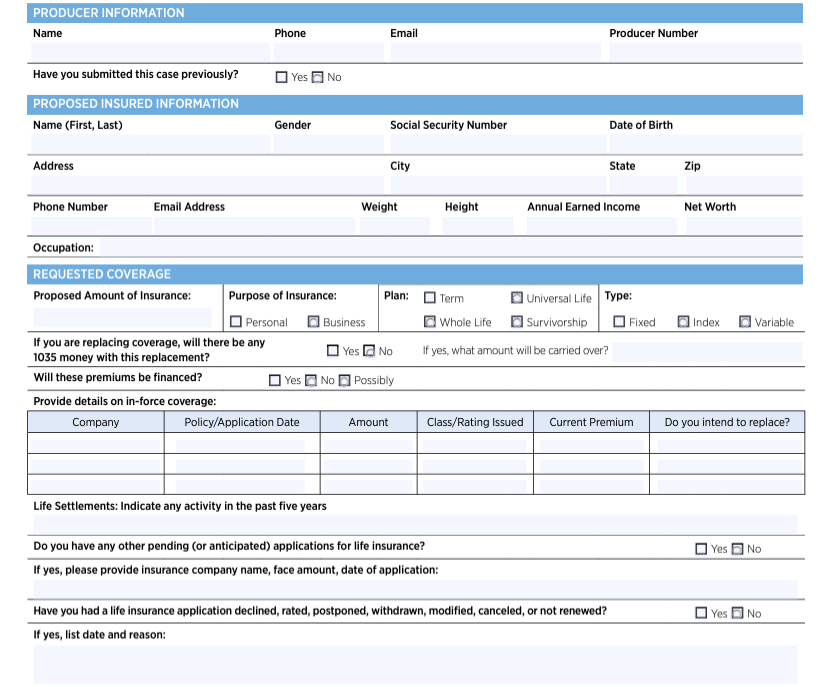 PRODUCER INFORMATION
Name Phone Email Producer Number
Have you submitted this case previously? Yes No
PROPOSED INSURED INFORMATION
Name (First, Last) Gender Social Security Number Date of Birth
Address City State Zip
Phone Number Email Address Weight Height Annual Earned Income Net Worth
Occupation:
REQUESTED COVERAGE
Proposed Amount of Insurance: Purpose of Insurance: Plan: Term Universal Life Type:
Personal Business Whole Life Survivorship Fixed Index Variable
If you are replacing coverage, will there be any
1035 money with this replacement? Yes No If yes, what amount will be carried over?
Will these premiums be financed? Yes No Possibly
Provide details on in-force coverage:
Company Policy/Application Date Amount Class/Rating Issued Current Premium Do you intend to replace?
Life Settlements: Indicate any activity in the past five years
Do you have any other pending (or anticipated) applications for life insurance? Yes No
If yes, please provide insurance company name, face amount, date of application:
Have you had a life insurance application declined, rated, postponed, withdrawn, modified, canceled, or not renewed? Yes No
If yes, list date and reason: